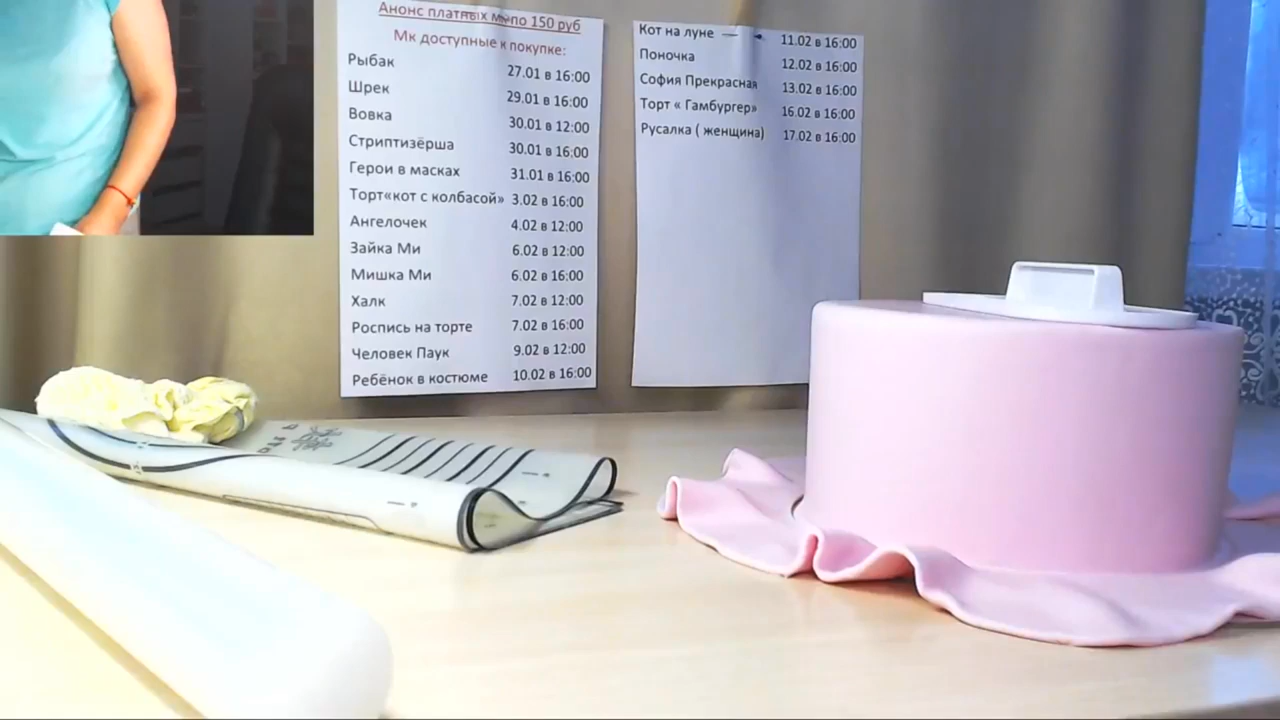 Анонс платных мк по 150 руб
Мк доступные к покупке:
Рыбак 27.01 в 16:00
Шрек 29.01 в 16:00
Вовка 30.01 в 12:00
Стриптизёрша 30.01 в 16:00
Герои в масках 31.01 в 16:00
Торт«кот с колбасой» 3.02 в 16:00
Ангелочек 4.02 в 12:00
Зайка Ми 6.02 в 12:00
Мишка Ми 6.02 в 16:00
Халк 7.02 в 12:00
Роспись на торте 7.02 в 16:00
Человек Паук 9.02 в 12:00
Ребёнок в костюме 10.02 в 16:00
Кот на луне — 11.02 в 16:00
Поночка 12.02 в 16:00
София Прекрасная 13.02 в 16:00
Торт « Гамбургер» 16.02 в 16:00
Русалка ( женщина) 17.02 в 16:00